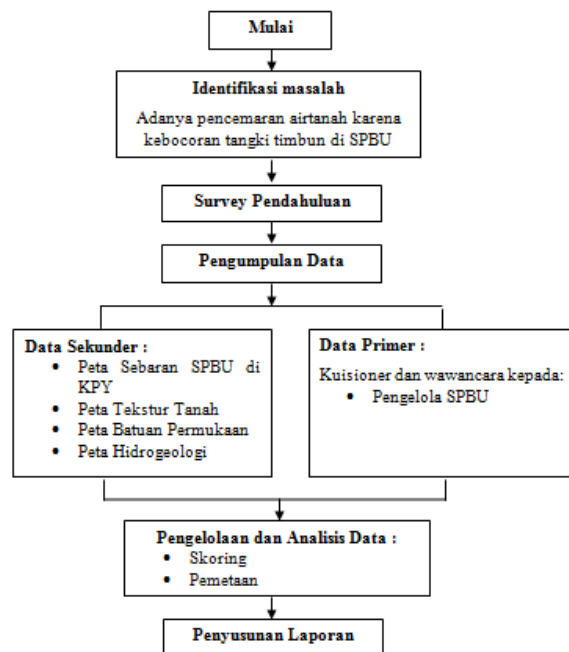 Mulai
Identifikasi masalah
Adanya pencemaran airtanah karena
kebocoran tangki timbun di SPBU
Survey Pendahuluan
Pengumpulan Data
Data Sekunder :
• Peta Sebaran SPBU di
KPY
• Peta Tekstur Tanah
• Peta Batuan Permukaan
• Peta Hidrogeologi
Data Primer :
Kuisioner dan wawancara kepada:
• Pengelola SPBU
Pengelolaan dan Analisis Data :
• Skoring
• Pemetaan
Penyusunan Laporan